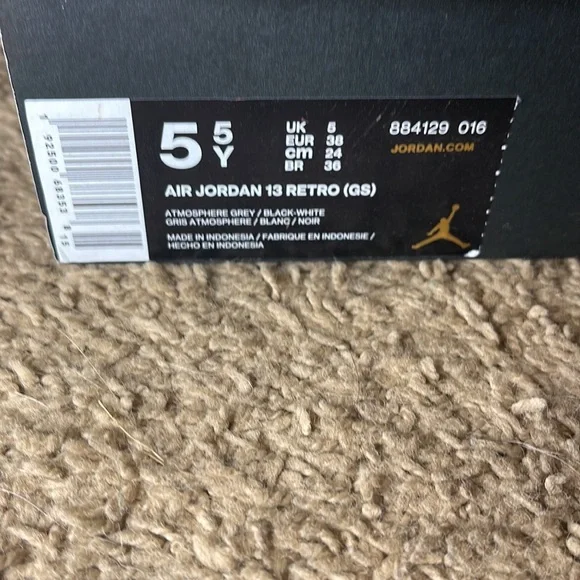 5 5 Y
UK 5
EUR 38
cm 24
BR 36
884129 016
JORDAN.COM
AIR JORDAN 13 RETRO (GS)
ATMOSPHERE GREY / BLACK-WHITE
GRIS ATMOSPHERE / BLANC / NOIR
MADE IN INDONESIA / FABRIQUE EN INDONESIE /
HECHO EN INDONESIA